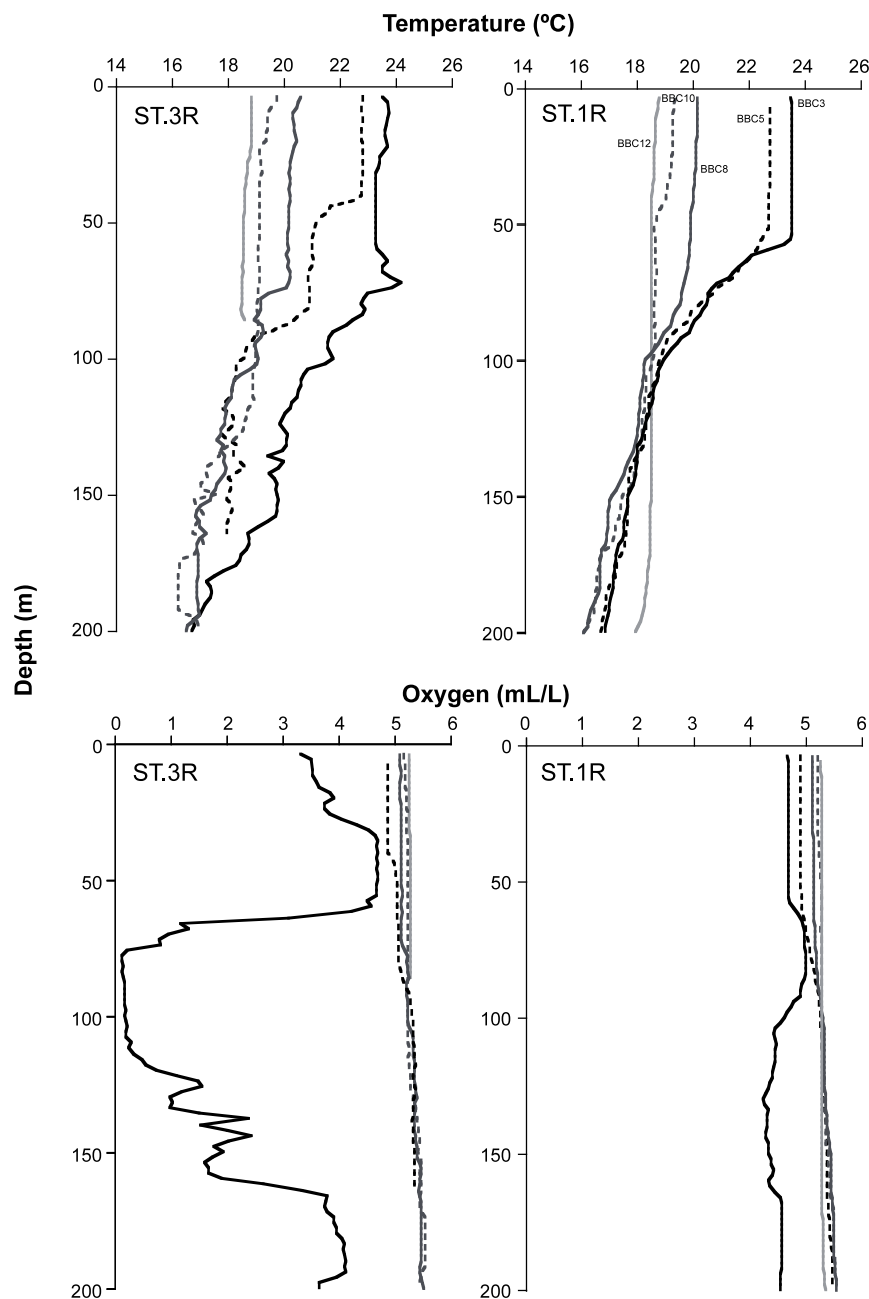 Temperature (ºC)
14 16 18 20 22 24 26
14 16 18 20 22 24 26
0
0
ST.3R
ST.1R
BBC10
BBC3
BBC5
BBC12
BBC8
50
50
100
100
150
150
200
200
Depth (m)
Oxygen (mL/L)
0 1 2 3 4 5 6
0 1 2 3 4 5 6
0
0
ST.3R
ST.1R
50
50
100
100
150
150
200
200